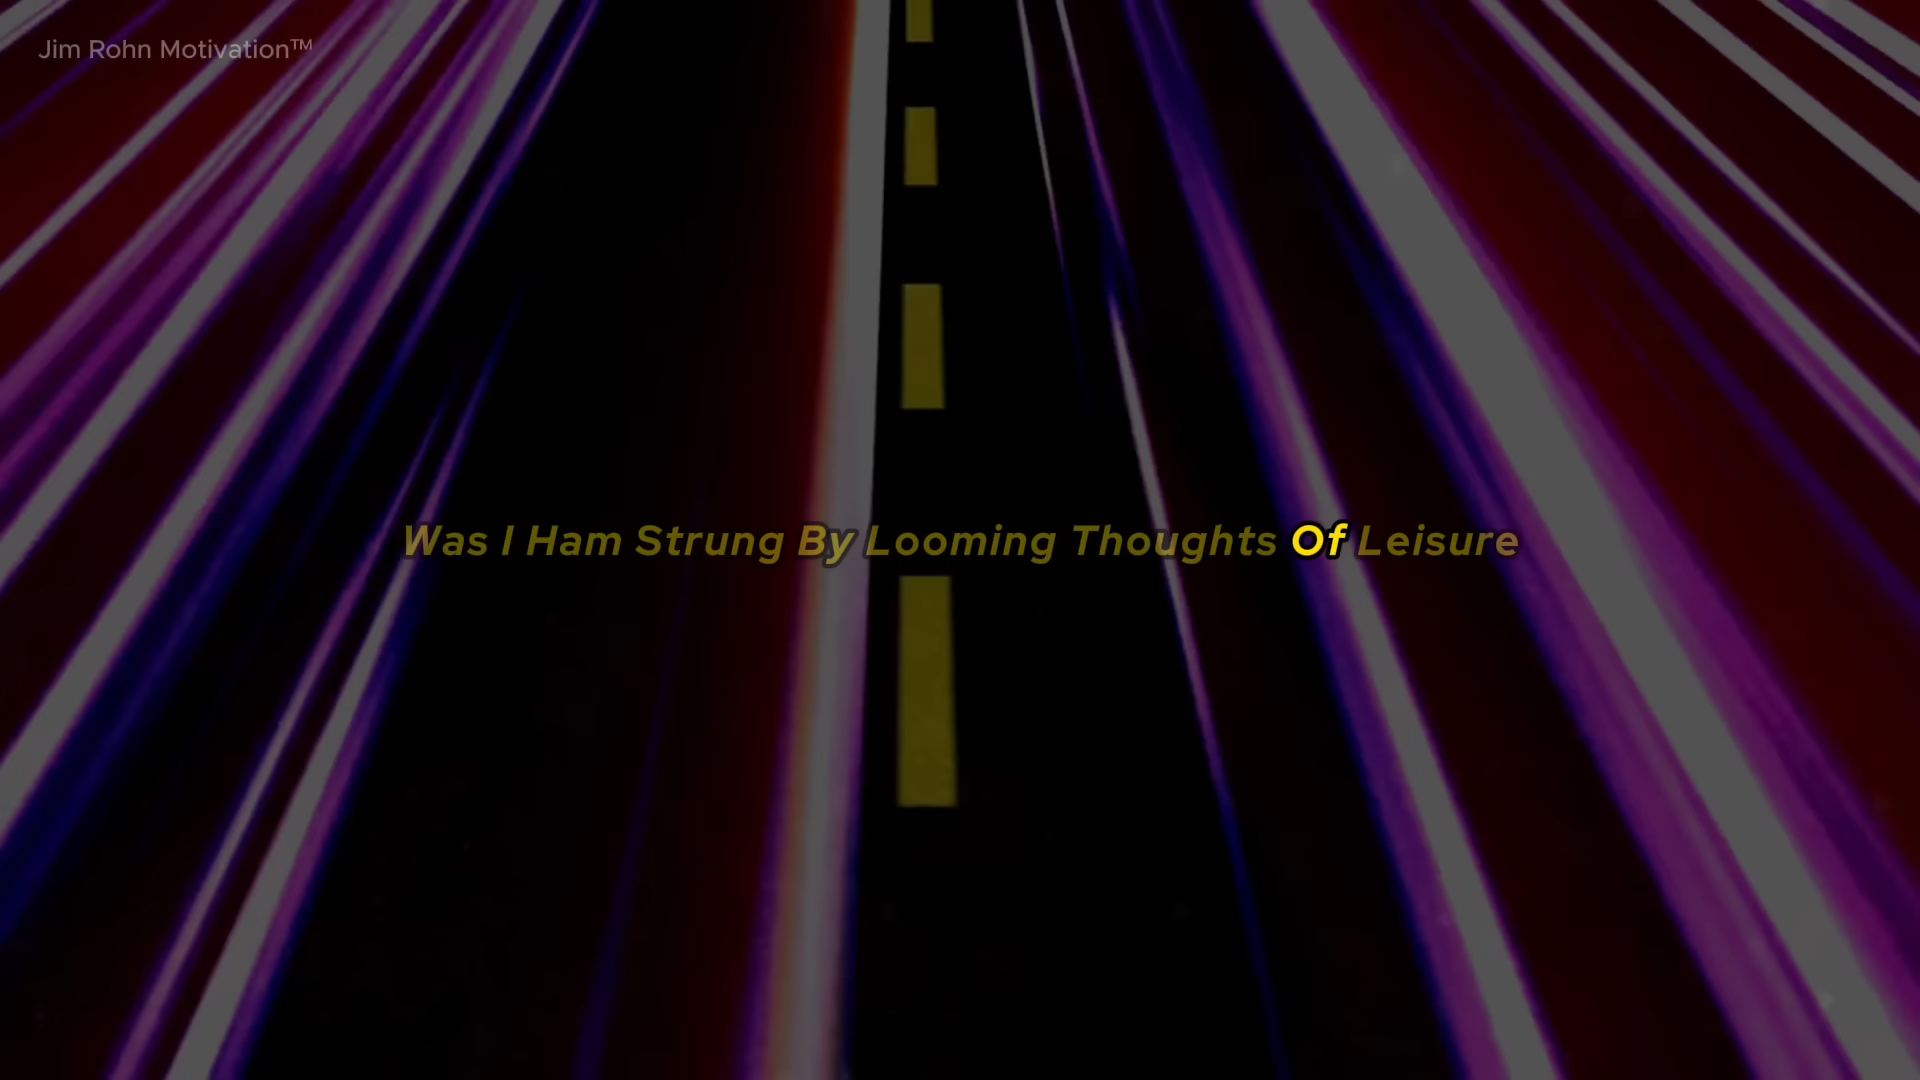 Jim Rohn Motivation™
Was I Ham Strung By Looming Thoughts Of Leisure